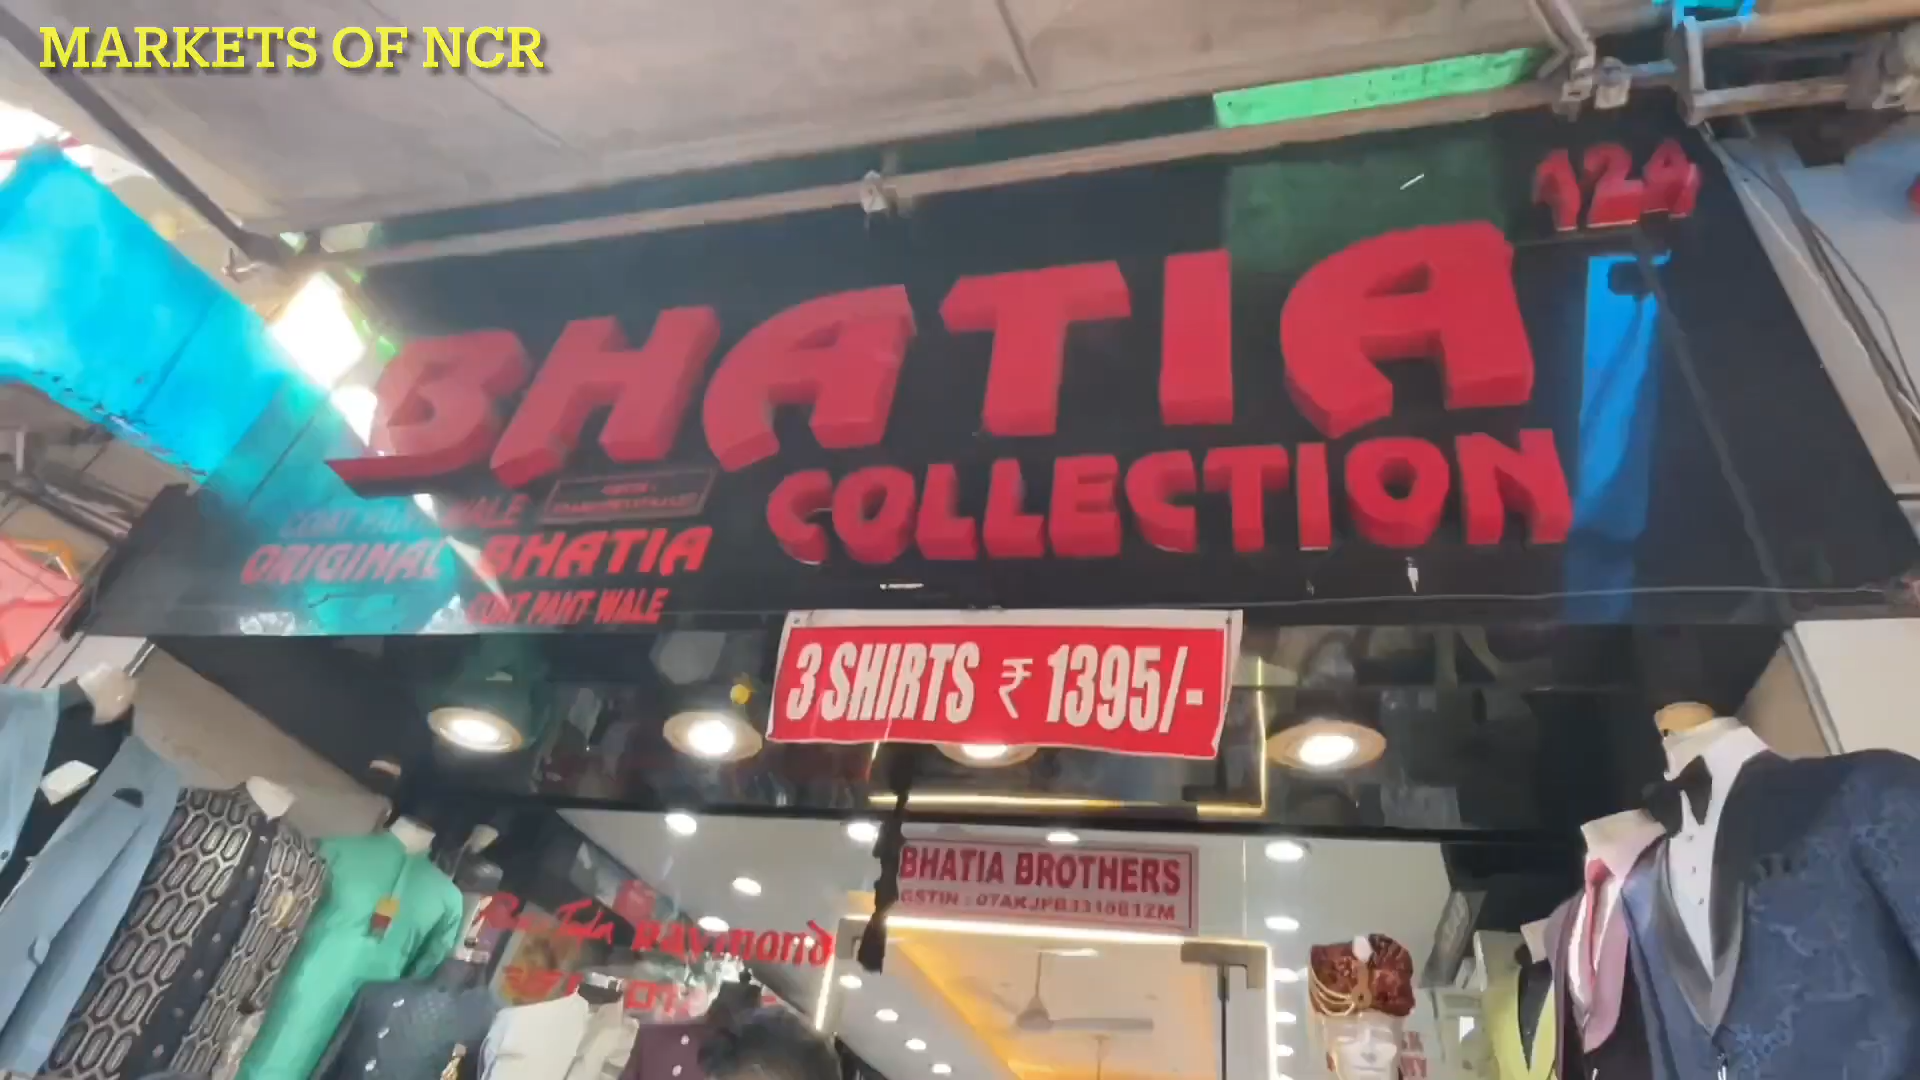 MARKETS OF NCR
124
BHATIA
COLLECTION
COAT PANT WALE
ORIGINAL BHATIA
COAT PANT WALE
3 SHIRTS ₹ 1395/-
BHATIA BROTHERS
GSTIN :
Raymond